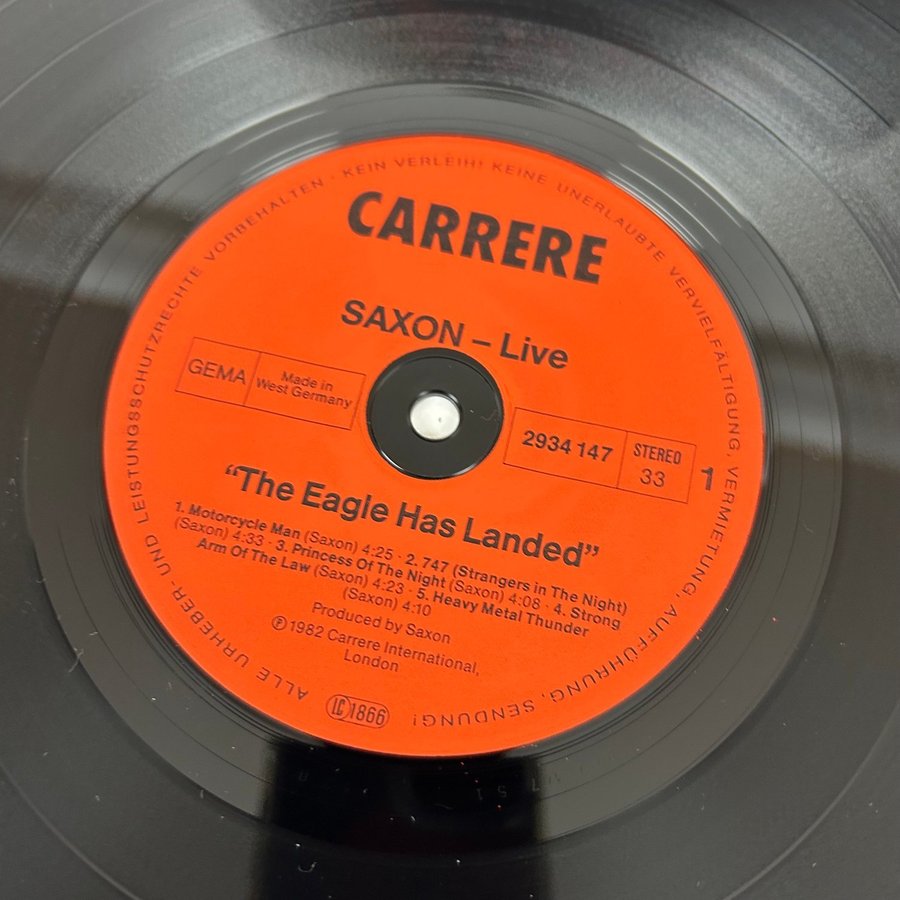 ALLE URHEBER- UND LEISTUNGSSCHUTZRECHTE VORBEHALTEN · KEIN VERLEIH! KEINE UNERLAUBTE VERVIELFÄLTIGUNG, VERMIETUNG, AUFFÜHRUNG, SENDUNG!
CARRERE
SAXON – Live
GEMA
Made in
West Germany
2934 147
STEREO
33
1
“The Eagle Has Landed”
1. Motorcycle Man (Saxon) 4:25 · 2. 747 (Strangers in The Night)
(Saxon) 4:33 · 3. Princess Of The Night (Saxon) 4:08 · 4. Strong
Arm Of The Law (Saxon) 4:23 · 5. Heavy Metal Thunder
(Saxon) 4:10
Produced by Saxon
Ⓟ 1982 Carrere International,
London
LC 1866